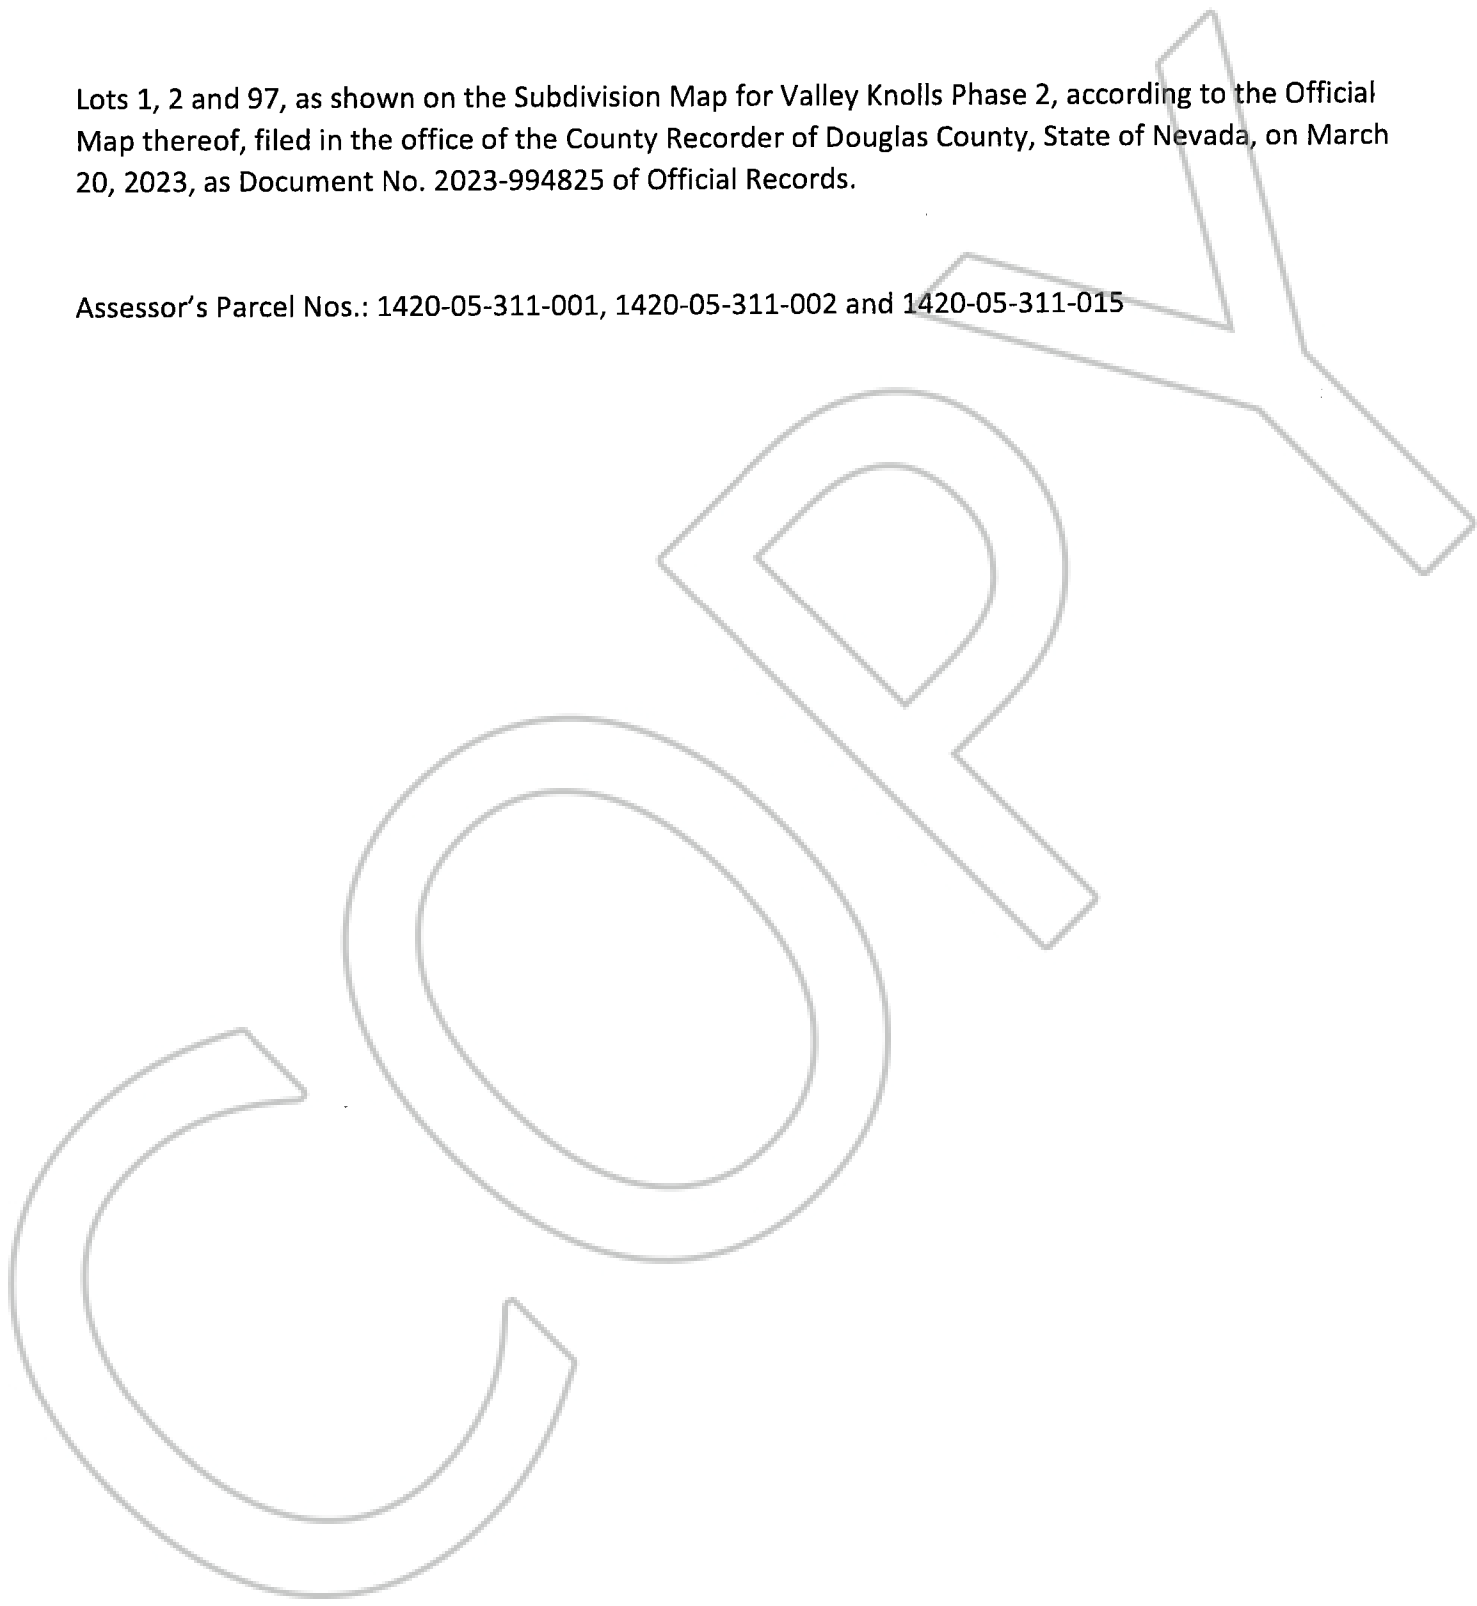 Lots 1, 2 and 97, as shown on the Subdivision Map for Valley Knolls Phase 2, according to the Official
Map thereof, filed in the office of the County Recorder of Douglas County, State of Nevada, on March
20, 2023, as Document No. 2023-994825 of Official Records.
Assessor’s Parcel Nos.: 1420-05-311-001, 1420-05-311-002 and 1420-05-311-015
COPY